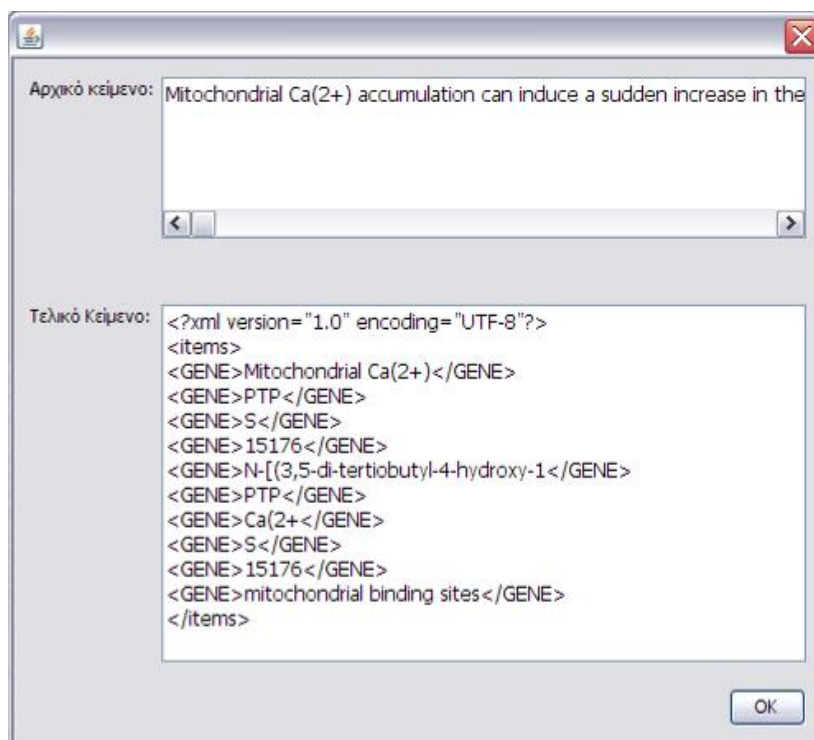 Αρχικό κείμενο:
Mitochondrial Ca(2+) accumulation can induce a sudden increase in the
Τελικό Κείμενο:
<?xml version="1.0" encoding="UTF-8"?>
<items>
<GENE>Mitochondrial Ca(2+)</GENE>
<GENE>PTP</GENE>
<GENE>S</GENE>
<GENE>15176</GENE>
<GENE>N-[(3,5-di-tertiobutyl-4-hydroxy-1</GENE>
<GENE>PTP</GENE>
<GENE>Ca(2+</GENE>
<GENE>S</GENE>
<GENE>15176</GENE>
<GENE>mitochondrial binding sites</GENE>
</items>
OK